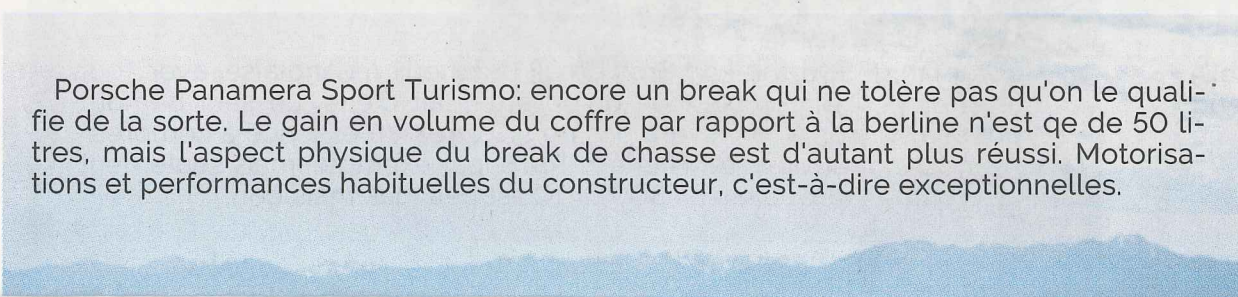 Porsche Panamera Sport Turismo: encore un break qui ne tolère pas qu'on le quali-
fie de la sorte. Le gain en volume du coffre par rapport à la berline n'est qe de 50 li-
tres, mais l'aspect physique du break de chasse est d'autant plus réussi. Motorisa-
tions et performances habituelles du constructeur, c'est-à-dire exceptionnelles.